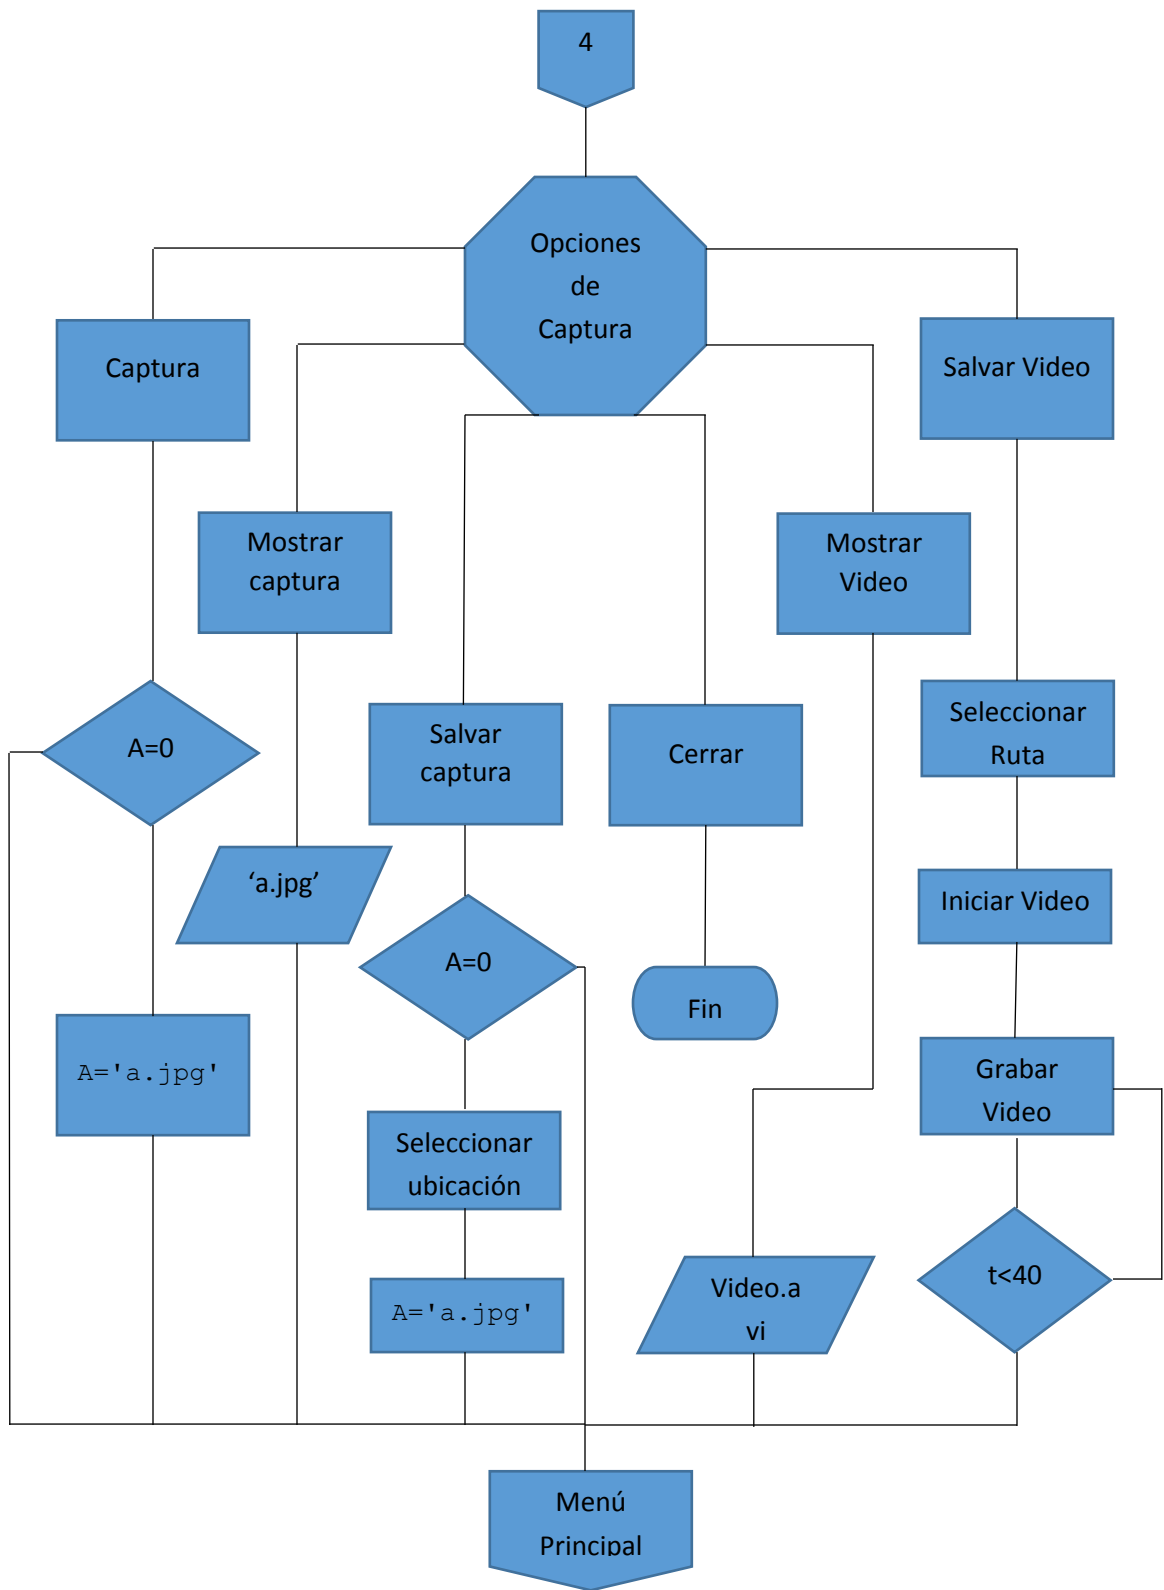 4
Opciones
de
Captura
Captura
Salvar Video
Mostrar
captura
Mostrar
Video
A=0
Salvar
captura
Cerrar
Seleccionar
Ruta
‘a.jpg’
Iniciar Video
A=0
Fin
A='a.jpg'
Grabar
Video
Seleccionar
ubicación
A='a.jpg'
Video.a
vi
t<40
Menú
Principal